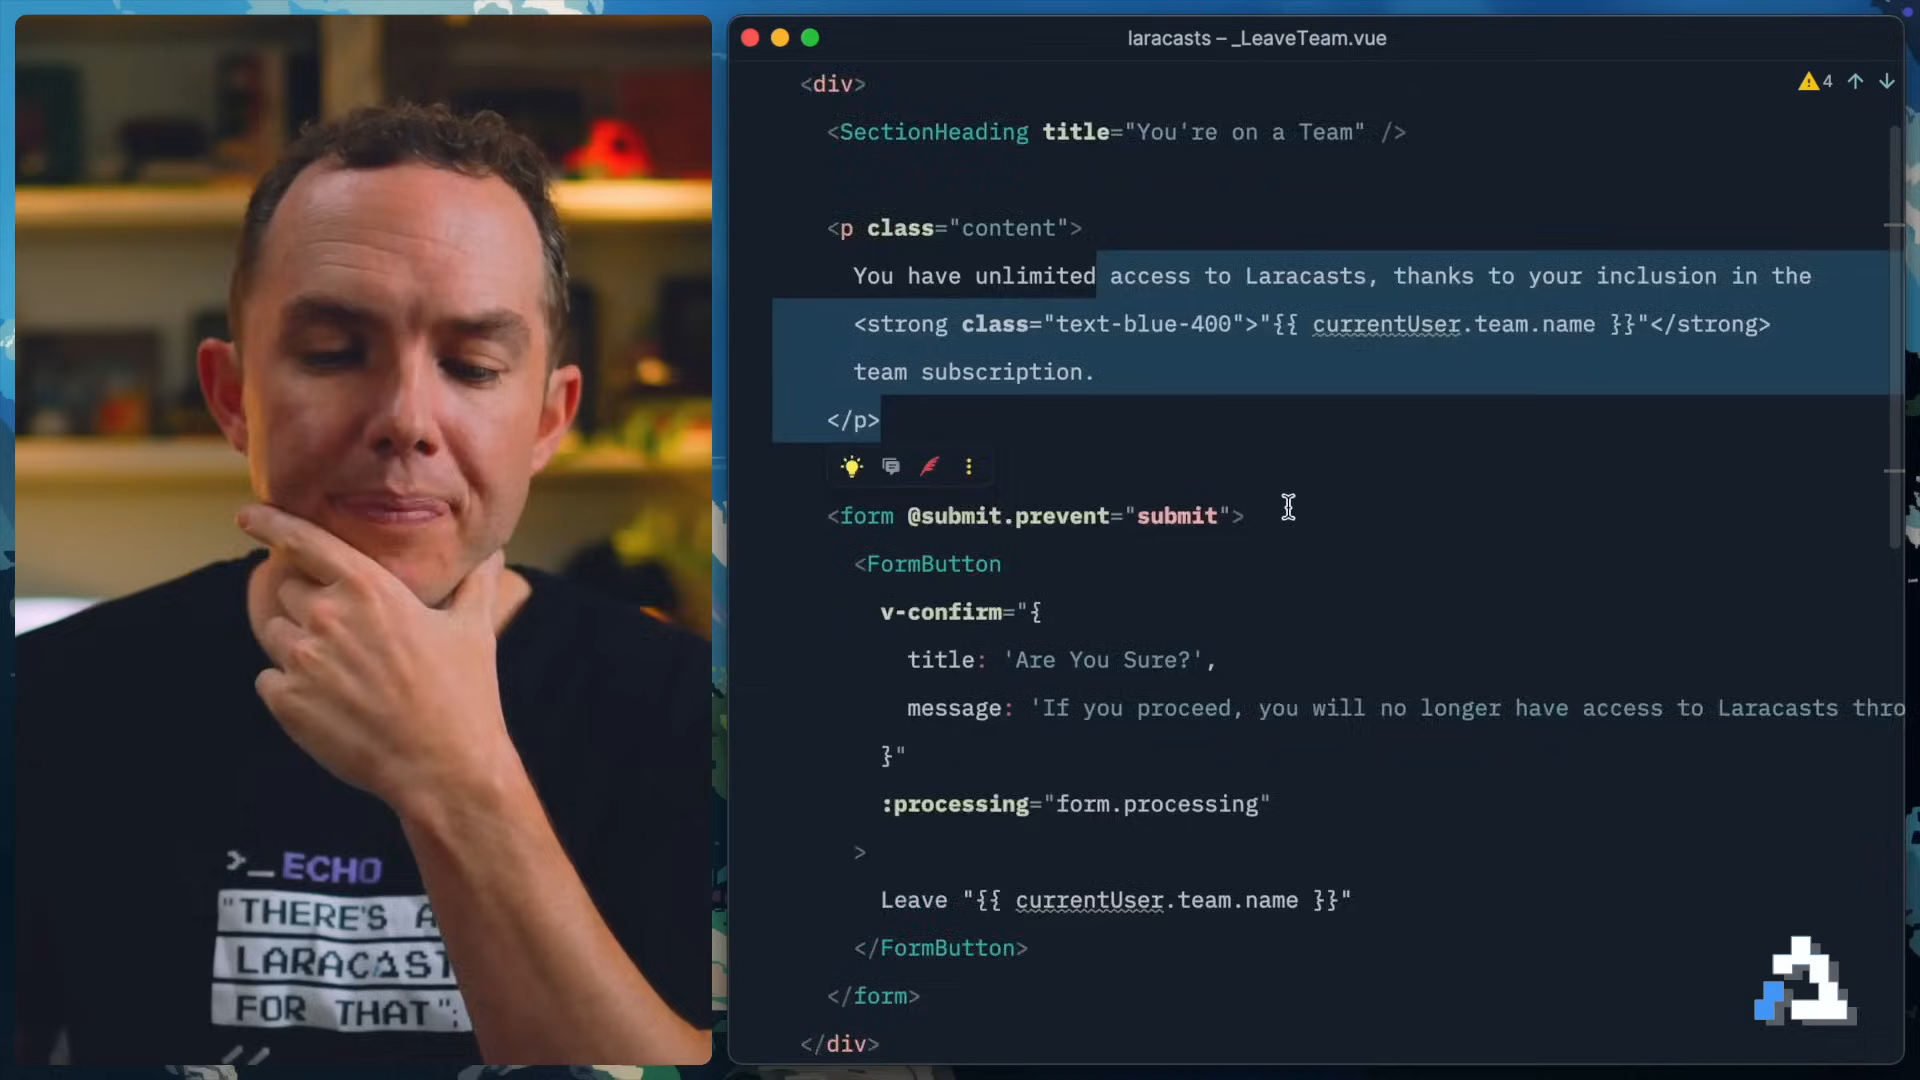 laracasts – _LeaveTeam.vue
4
<div>
<SectionHeading title="You're on a Team" />
<p class="content">
You have unlimited access to Laracasts, thanks to your inclusion in the
<strong class="text-blue-400">"{{ currentUser.team.name }}"</strong>
team subscription.
</p>
<form @submit.prevent="submit">
<FormButton
v-confirm="{
title: 'Are You Sure?',
message: 'If you proceed, you will no longer have access to Laracasts thro
}"
:processing="form.processing"
>
Leave "{{ currentUser.team.name }}"
</FormButton>
</form>
</div>
>_ECHO
"THERE'S A
LARACAST
FOR THAT";
//